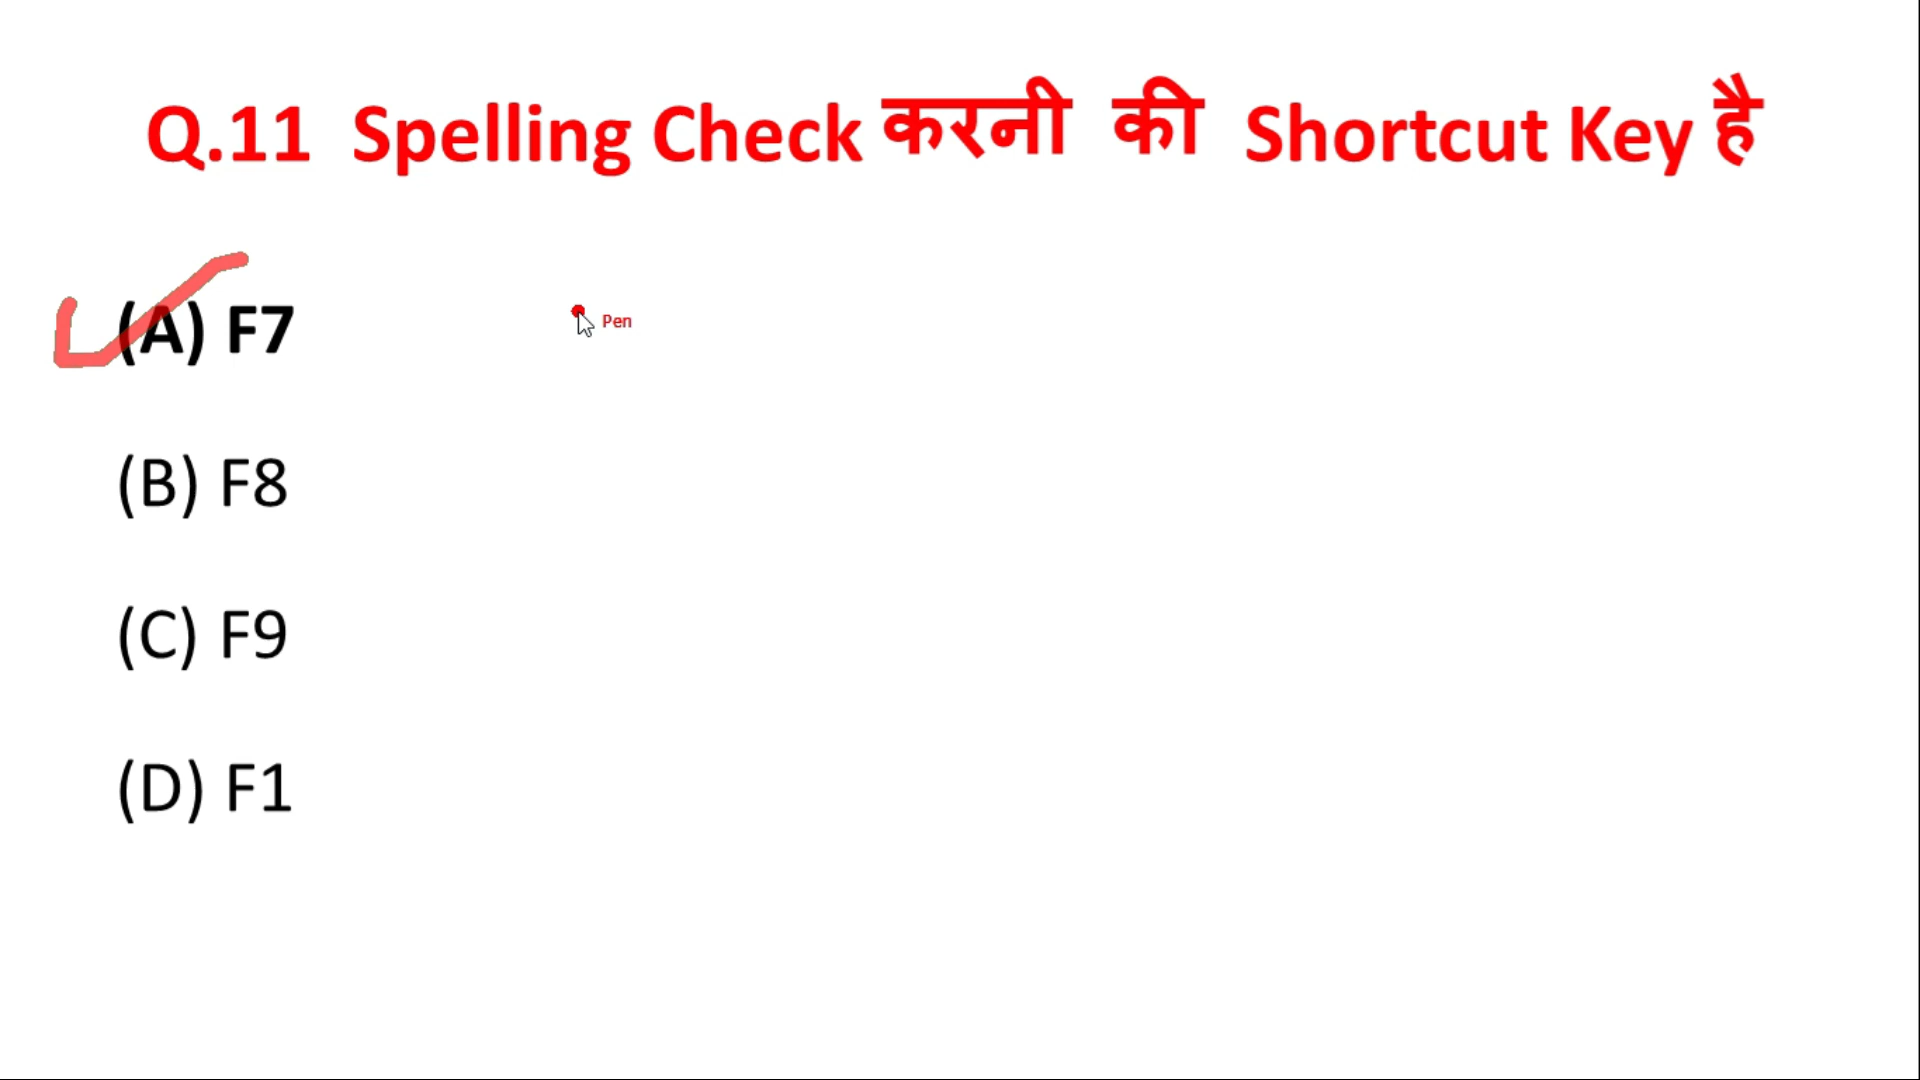 Q.11 Spelling Check करनी की Shortcut Key है
(A) F7
Pen
(B) F8
(C) F9
(D) F1